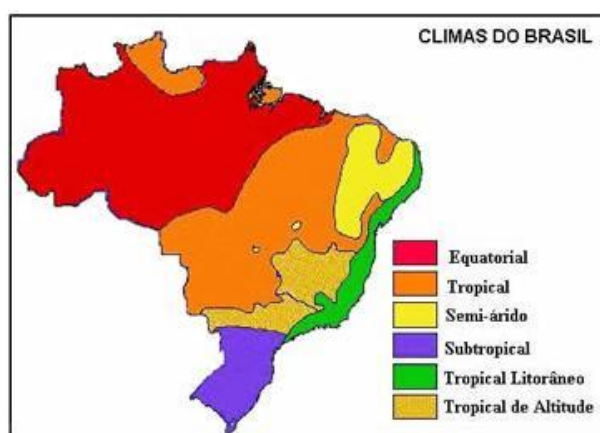 CLIMAS DO BRASIL
Equatorial
Tropical
Semi-árido
Subtropical
Tropical Litorâneo
Tropical de Altitude